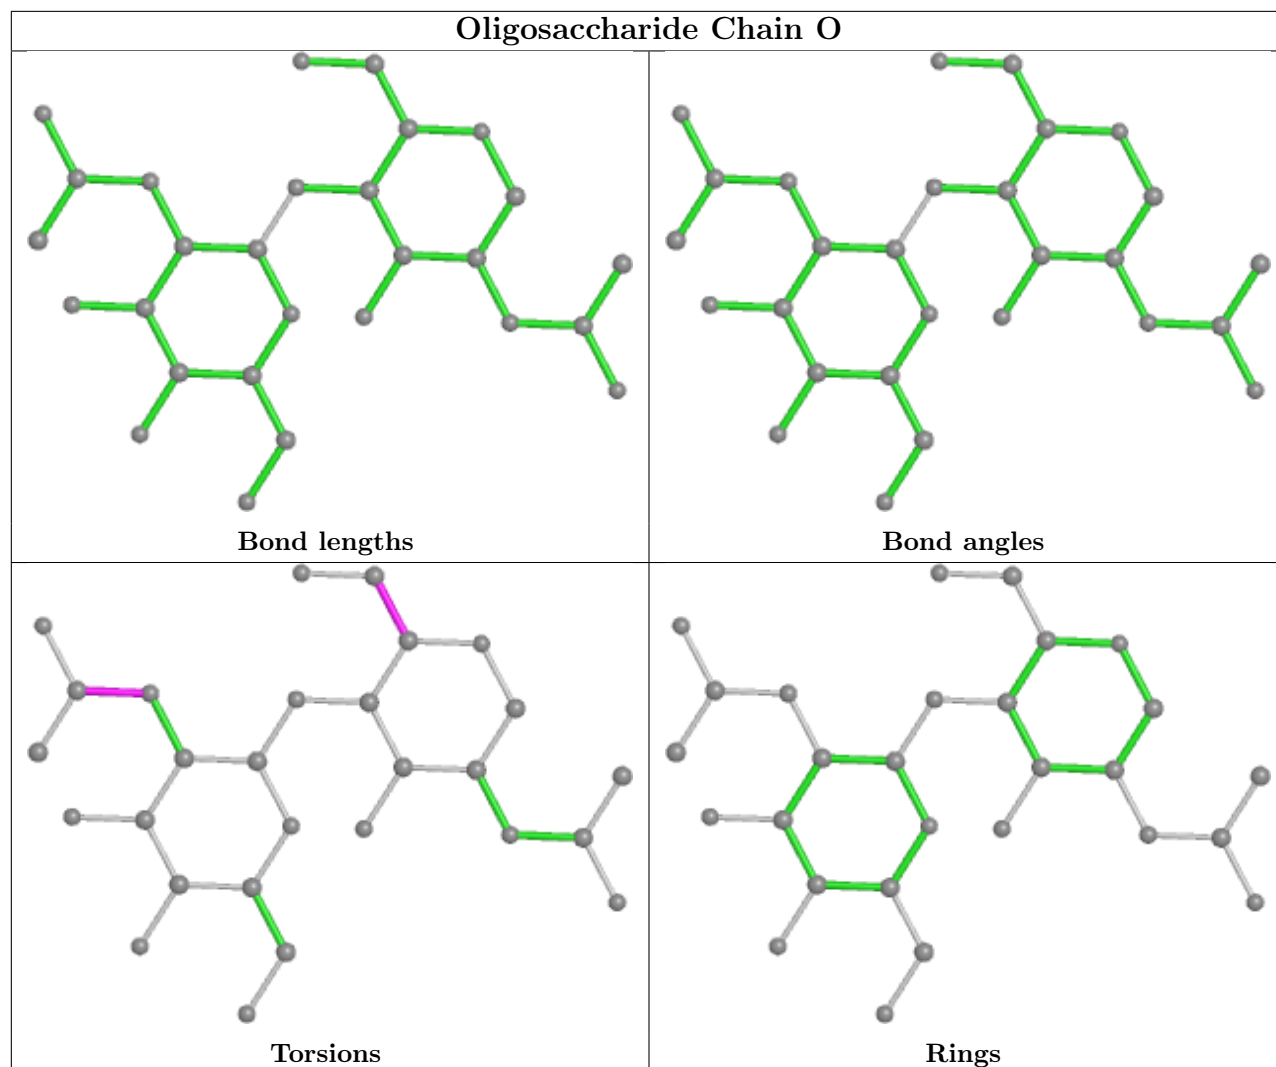 Oligosaccharide Chain O
Bond lengths
Bond angles
Torsions
Rings